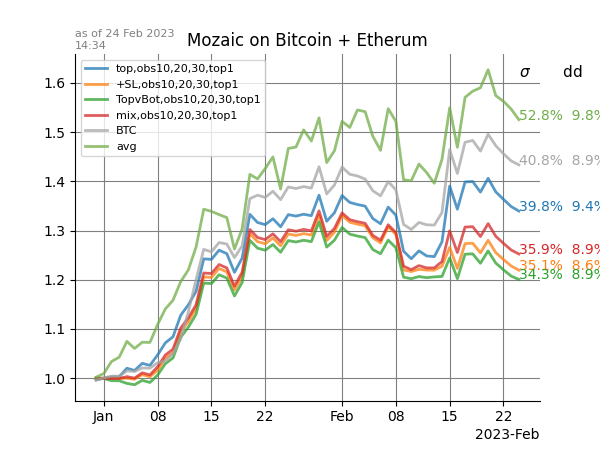 as of 24 Feb 2023
14:34
Mozaic on Bitcoin + Etherum
σ dd
top,obs10,20,30,top1
+SL,obs10,20,30,top1
TopvBot,obs10,20,30,top1
mix,obs10,20,30,top1
BTC
avg
1.6
1.5
1.4
1.3
1.2
1.1
1.0
52.8% 9.8%
40.8% 8.9%
39.8% 9.4%
35.9% 8.9%
35.1% 8.6%
34.3% 8.9%
Jan 08 15 22 Feb 08 15 22
2023-Feb